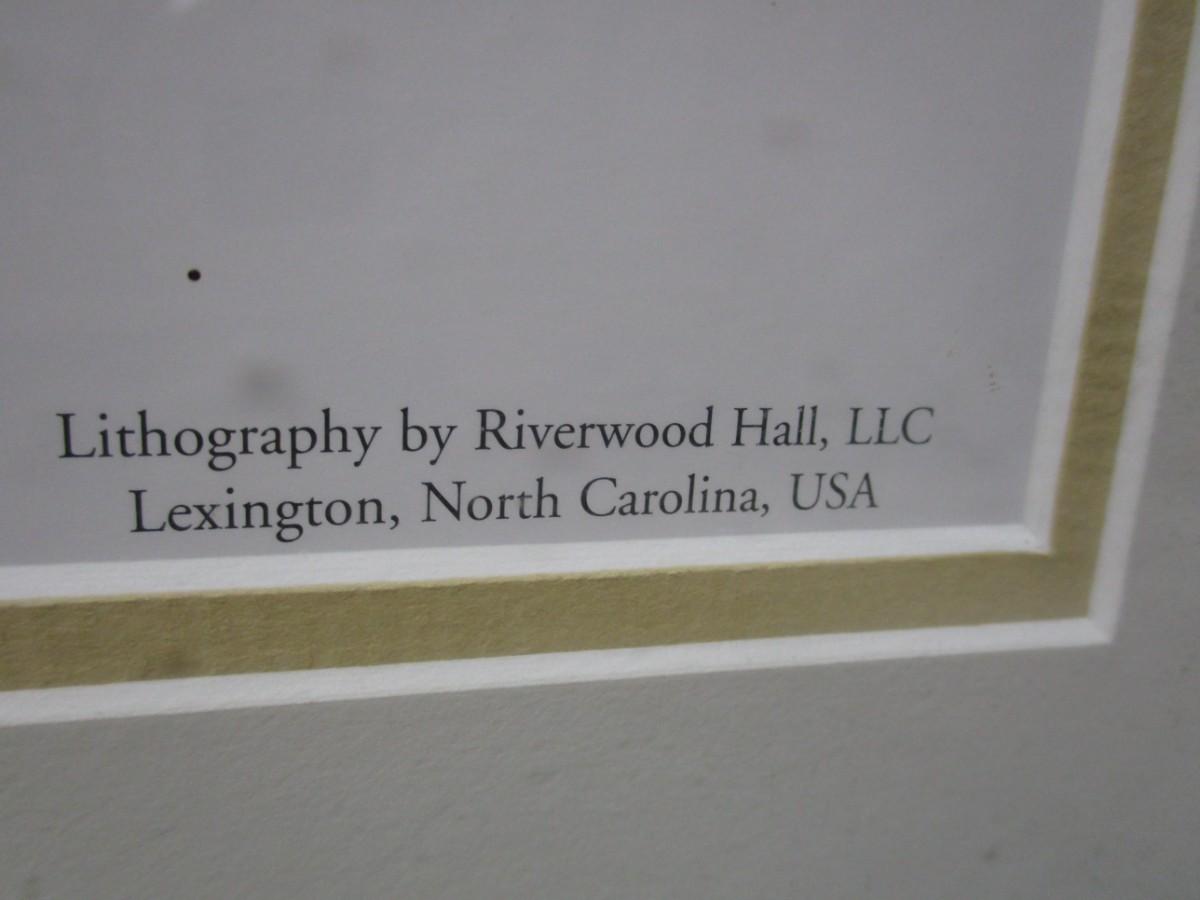 Lithography by Riverwood Hall, LLC
Lexington, North Carolina, USA